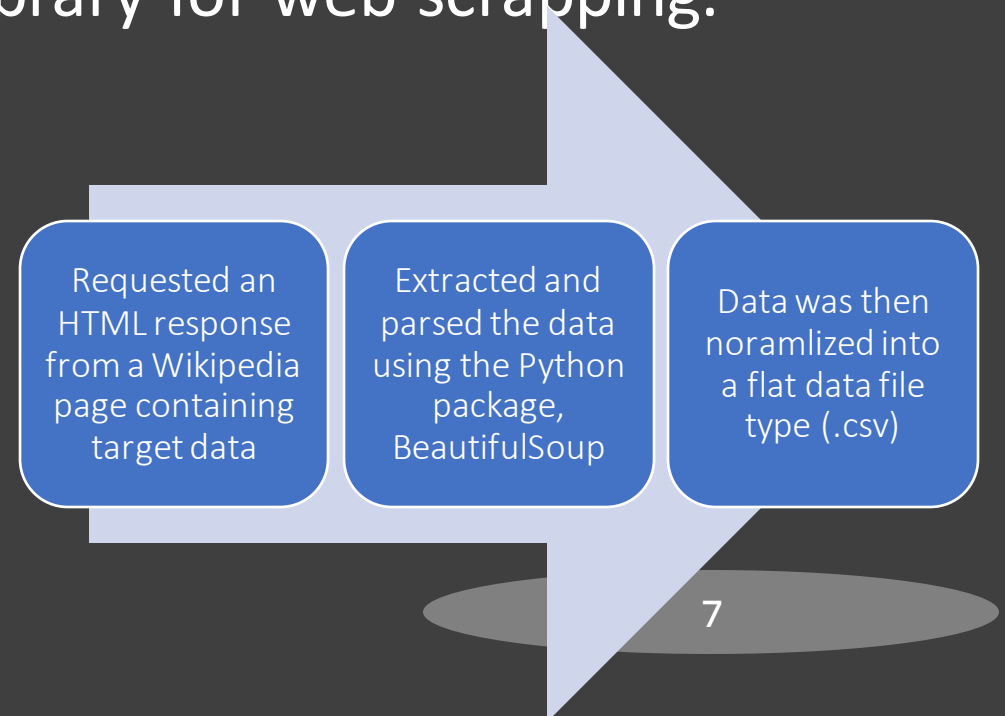 brary for web scrapping.
Requested an
HTML response
from a Wikipedia
page containing
target data
Extracted and
parsed the data
using the Python
package,
BeautifulSoup
Data was then
noramlized into
a flat data file
type (.csv)
7